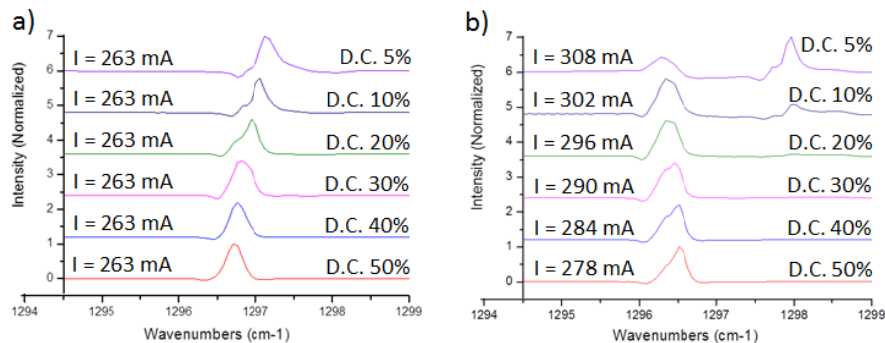 a)
7
6
5
4
3
2
1
0
Intensity (Normalized)
I = 263 mA D.C. 5%
I = 263 mA D.C. 10%
I = 263 mA D.C. 20%
I = 263 mA D.C. 30%
I = 263 mA D.C. 40%
I = 263 mA D.C. 50%
1294 1295 1296 1297 1298 1299
Wavenumbers (cm-1)
b)
7
6
5
4
3
2
1
0
Intensity (Normalized)
I = 308 mA D.C. 5%
I = 302 mA D.C. 10%
I = 296 mA D.C. 20%
I = 290 mA D.C. 30%
I = 284 mA D.C. 40%
I = 278 mA D.C. 50%
1294 1295 1296 1297 1298 1299
Wavenumbers (cm-1)